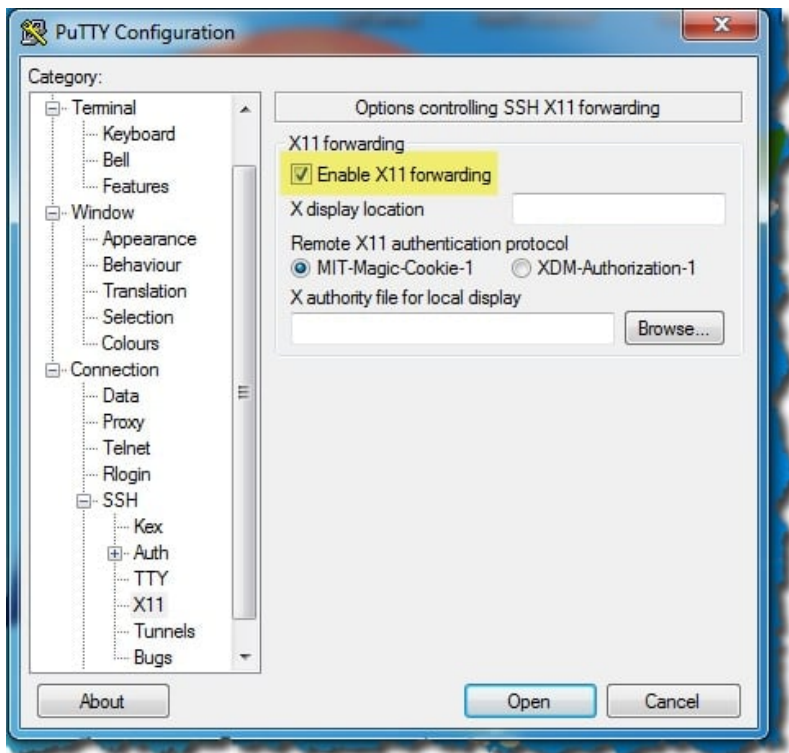 PuTTY Configuration
Category:
Terminal
Keyboard
Bell
Features
Window
Appearance
Behaviour
Translation
Selection
Colours
Connection
Data
Proxy
Telnet
Rlogin
SSH
Kex
Auth
TTY
X11
Tunnels
Bugs
Options controlling SSH X11 forwarding
X11 forwarding
Enable X11 forwarding
X display location
Remote X11 authentication protocol
MIT-Magic-Cookie-1 XDM-Authorization-1
X authority file for local display
Browse...
About Open Cancel